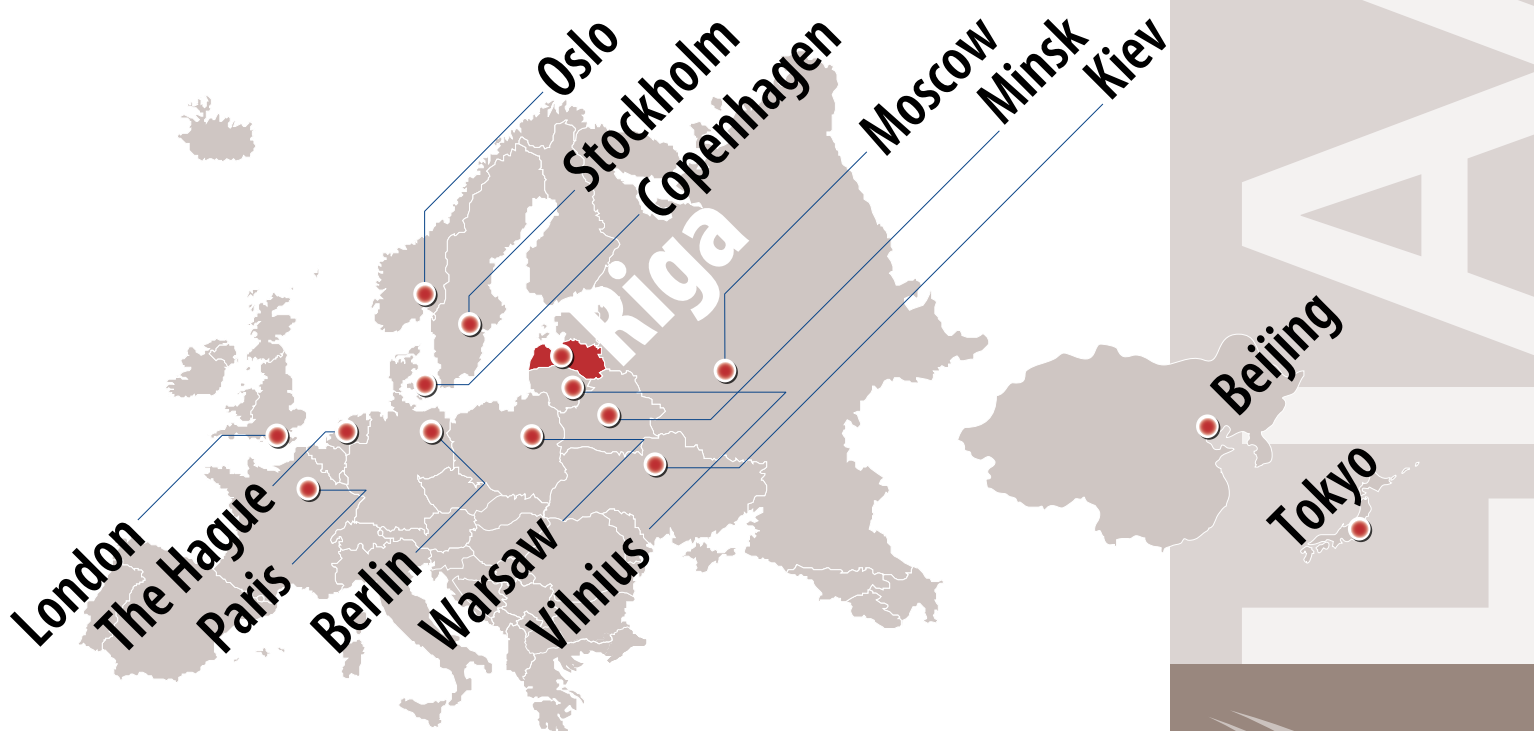 Oslo
Stockholm
Copenhagen
Moscow
Minsk
Kiev
Riga
Beijing
Tokyo
London
The Hague
Paris
Berlin
Warsaw
Vilnius